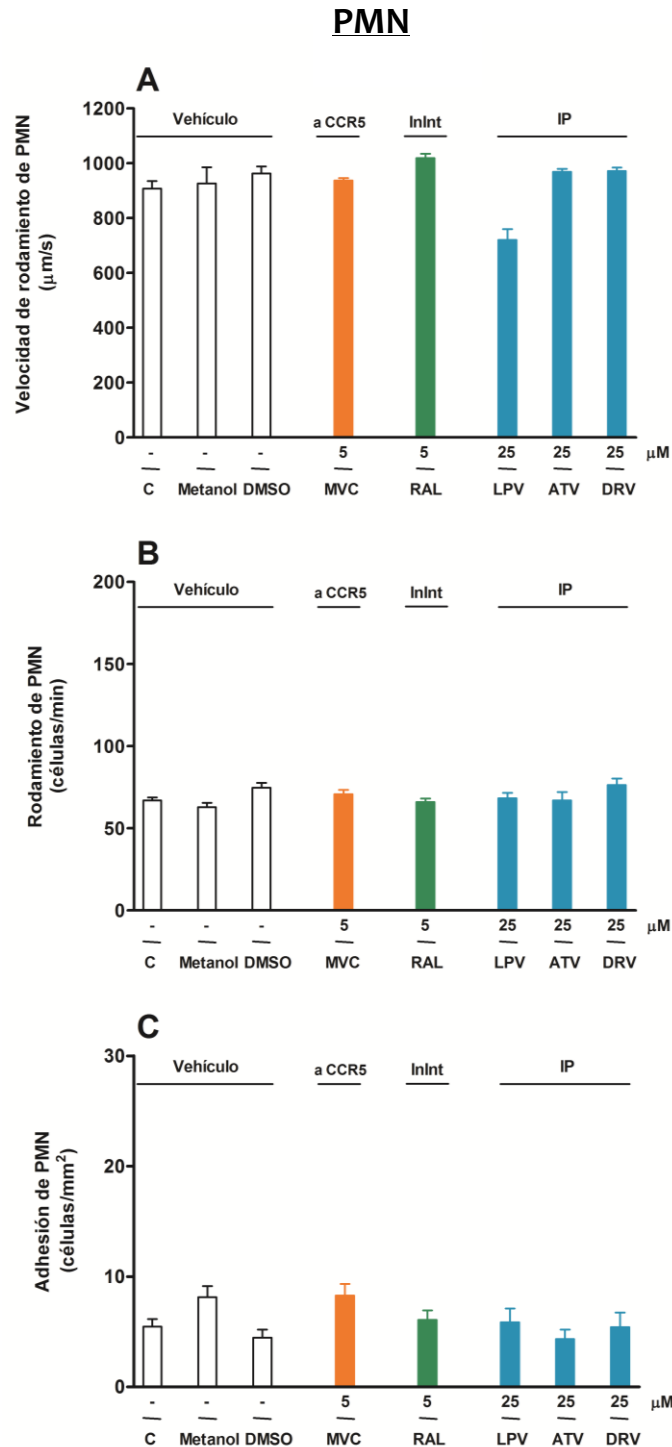 PMN
A
Vehículo a CCR5 InInt IP
1200
1000
800
600
400
200
0
Velocidad de rodamiento de PMN
(μm/s)
- - - 5 5 25 25 25 μM
C Metanol DMSO MVC RAL LPV ATV DRV
B
Vehículo a CCR5 InInt IP
200
150
100
50
0
Rodamiento de PMN
(células/min)
- - - 5 5 25 25 25 μM
C Metanol DMSO MVC RAL LPV ATV DRV
C
Vehículo a CCR5 InInt IP
30
20
10
0
Adhesión de PMN
(células/mm²)
- - - 5 5 25 25 25 μM
C Metanol DMSO MVC RAL LPV ATV DRV